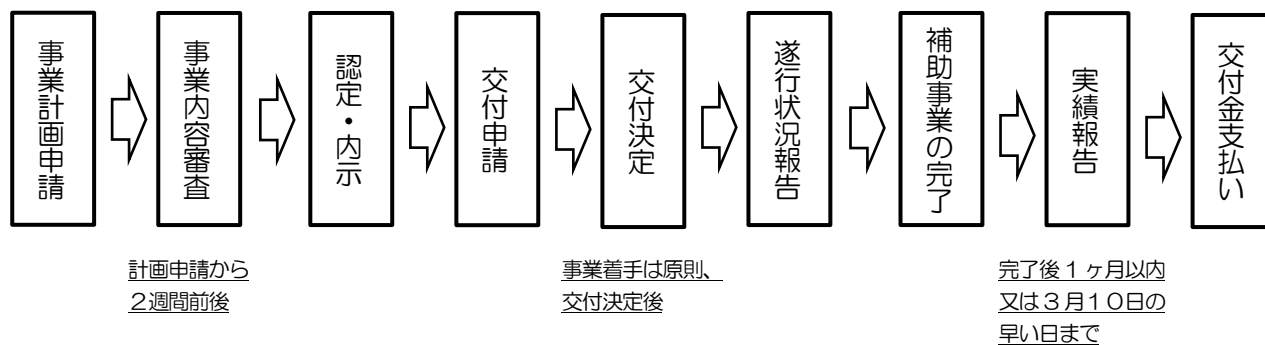 事業計画申請
事業内容審査
認定・内示
交付申請
交付決定
遂行状況報告
補助事業の完了
実績報告
交付金支払い
計画申請から
２週間前後
事業着手は原則、
交付決定後
完了後１ヶ月以内
又は３月１０日の
早い日まで